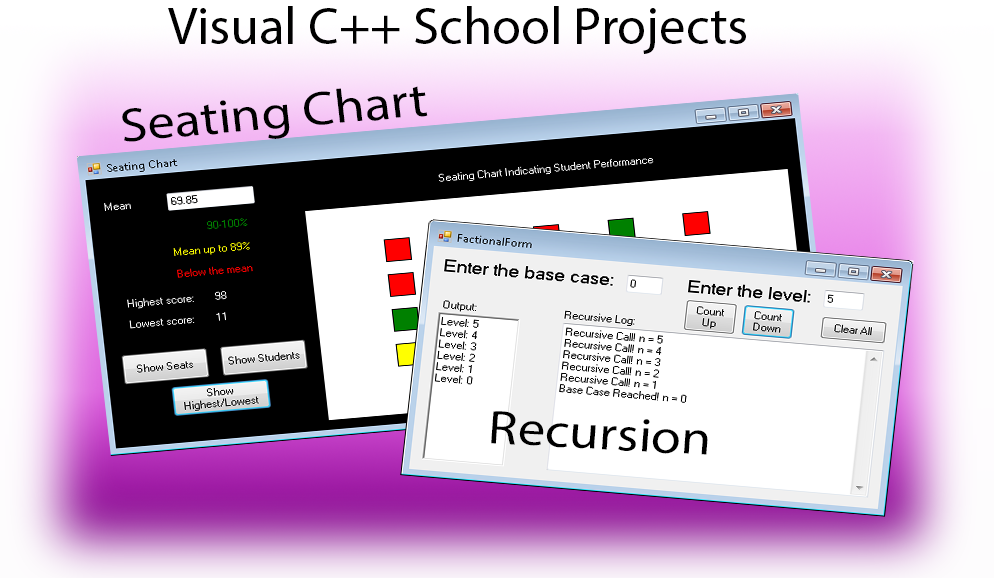 Visual C++ School Projects
Seating Chart
Seating Chart
Mean
69.85
90-100%
Mean up to 89%
Below the mean
Highest score: 98
Lowest score: 11
Show Seats
Show Students
Show
Highest/Lowest
Seating Chart Indicating Student Performance
FactionalForm
Enter the base case: 0
Enter the level: 5
Count
Up
Count
Down
Clear All
Output:
Level: 5
Level: 4
Level: 3
Level: 2
Level: 1
Level: 0
Recursive Log:
Recursive Call! n = 5
Recursive Call! n = 4
Recursive Call! n = 3
Recursive Call! n = 2
Recursive Call! n = 1
Base Case Reached! n = 0
Recursion